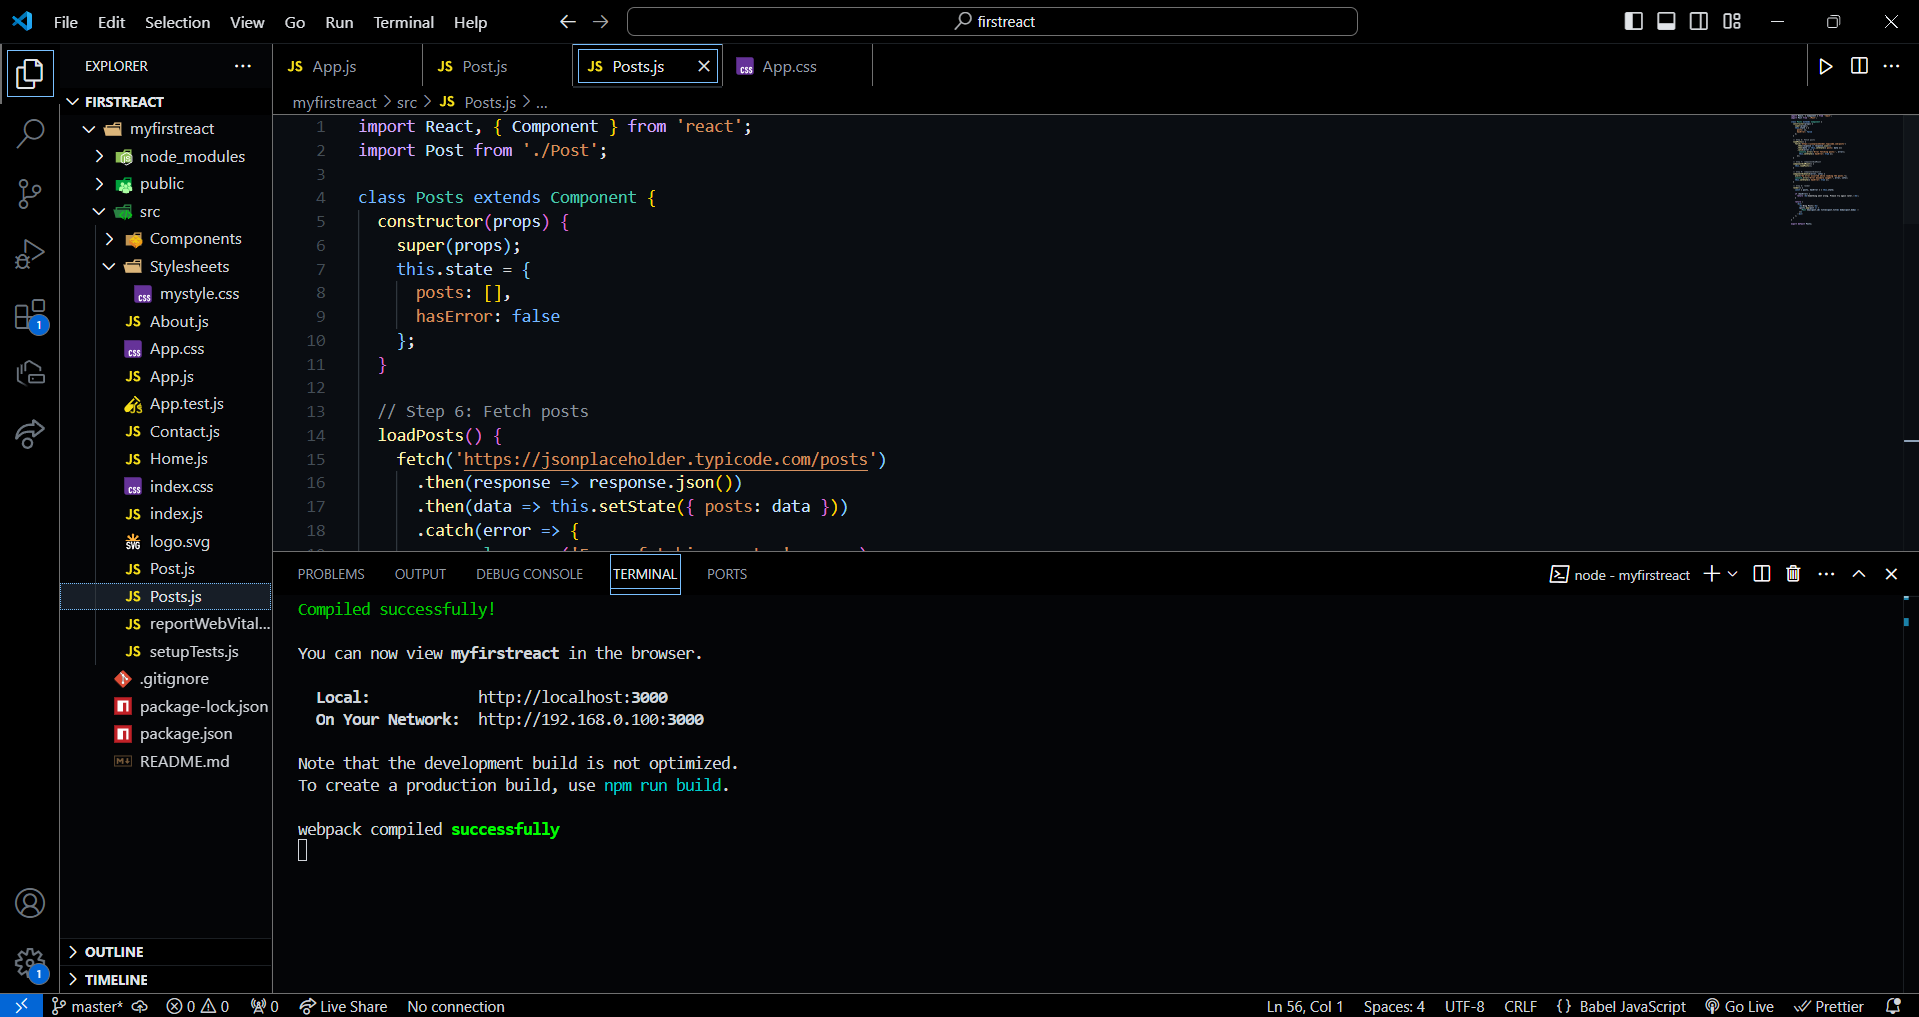 File Edit Selection View Go Run Terminal Help
firstreact
EXPLORER
FIRSTREACT
myfirstreact
node_modules
public
src
Components
Stylesheets
mystyle.css
About.js
App.css
App.js
App.test.js
Contact.js
Home.js
index.css
index.js
logo.svg
Post.js
Posts.js
reportWebVital...
setupTests.js
.gitignore
package-lock.json
package.json
README.md
OUTLINE
TIMELINE
JS App.js JS Post.js JS Posts.js css App.css
myfirstreact > src > JS Posts.js > ...
1 import React, { Component } from 'react';
2 import Post from './Post';
3
4 class Posts extends Component {
5 constructor(props) {
6 super(props);
7 this.state = {
8 posts: [],
9 hasError: false
10 };
11 }
12
13 // Step 6: Fetch posts
14 loadPosts() {
15 fetch('https://jsonplaceholder.typicode.com/posts')
16 .then(response => response.json())
17 .then(data => this.setState({ posts: data }))
18 .catch(error => {
PROBLEMS OUTPUT DEBUG CONSOLE TERMINAL PORTS
node - myfirstreact
Compiled successfully!
You can now view myfirstreact in the browser.
Local: http://localhost:3000
On Your Network: http://192.168.0.100:3000
Note that the development build is not optimized.
To create a production build, use npm run build.
webpack compiled successfully
master* 0 0 0 Live Share No connection
Ln 56, Col 1 Spaces: 4 UTF-8 CRLF {} Babel JavaScript Go Live Prettier